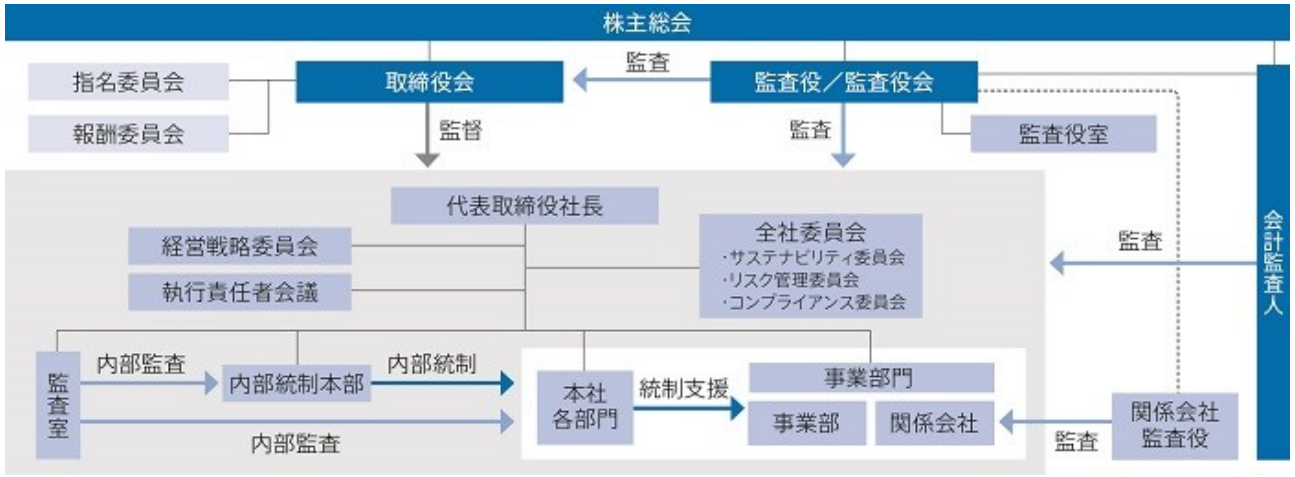 株主総会
指名委員会
報酬委員会
取締役会
監査
監査役／監査役会
監督
監査
監査役室
会計監査人
代表取締役社長
経営戦略委員会
執行責任者会議
全社委員会
・サステナビリティ委員会
・リスク管理委員会
・コンプライアンス委員会
監査
監査室
内部監査
内部統制本部
内部統制
内部監査
本社
各部門
統制支援
事業部門
事業部
関係会社
監査
関係会社
監査役